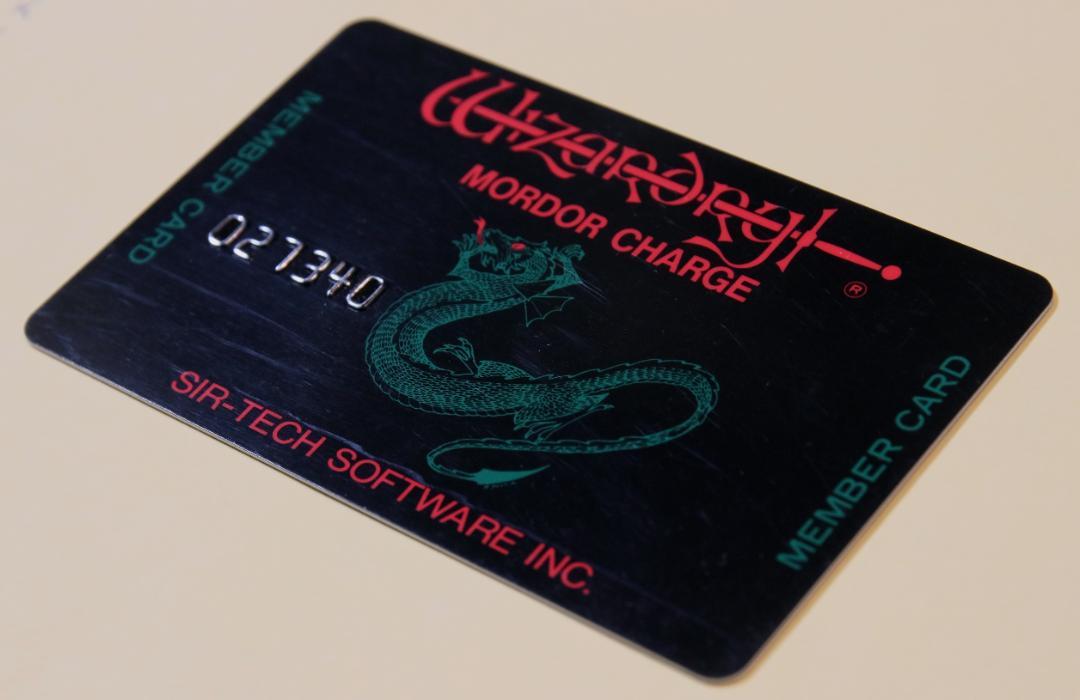 Wizardry!
®
MORDOR CHARGE
MEMBER CARD
027340
SIR-TECH SOFTWARE INC.
MEMBER CARD